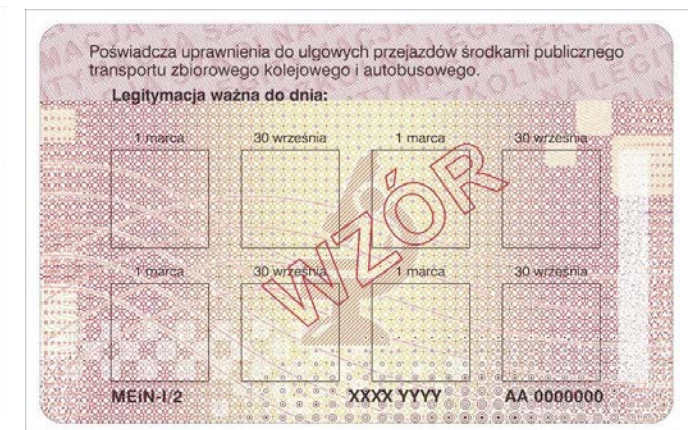 Poświadcza uprawnienia do ulgowych przejazdów środkami publicznego
transportu zbiorowego kolejowego i autobusowego.
Legitymacja ważna do dnia:
1 marca 30 września 1 marca 30 września
WZÓR
1 marca 30 września 1 marca 30 września
MEiN-I/2 XXXX YYYY AA 0000000